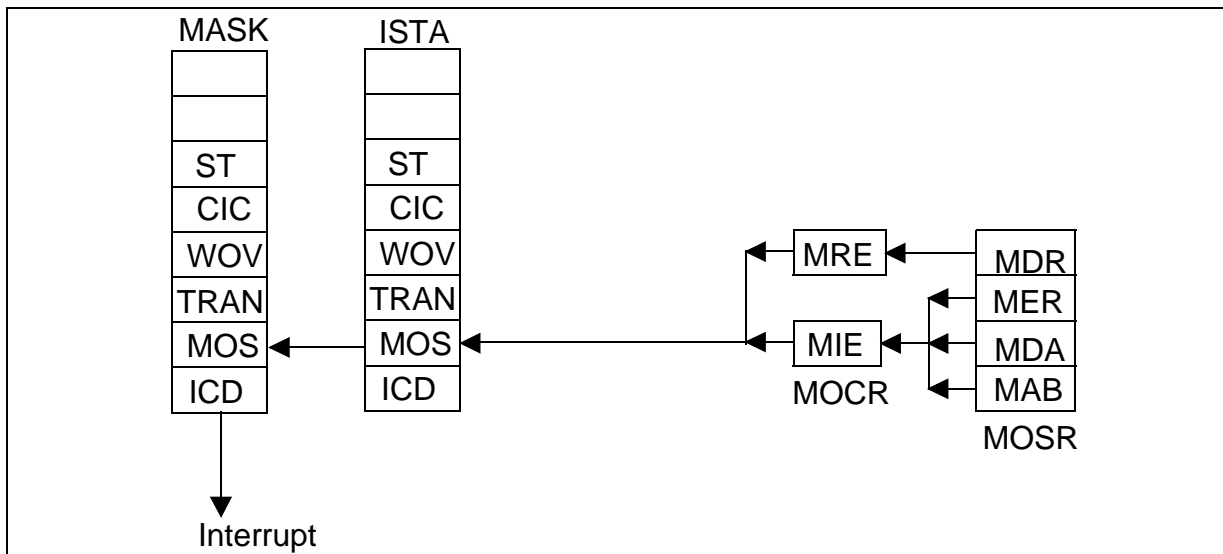 MASK
ISTA
ST
CIC
WOV
TRAN
MOS
ICD
ST
CIC
WOV
TRAN
MOS
ICD
MRE
MIE
MOCR
MDR
MER
MDA
MAB
MOSR
Interrupt